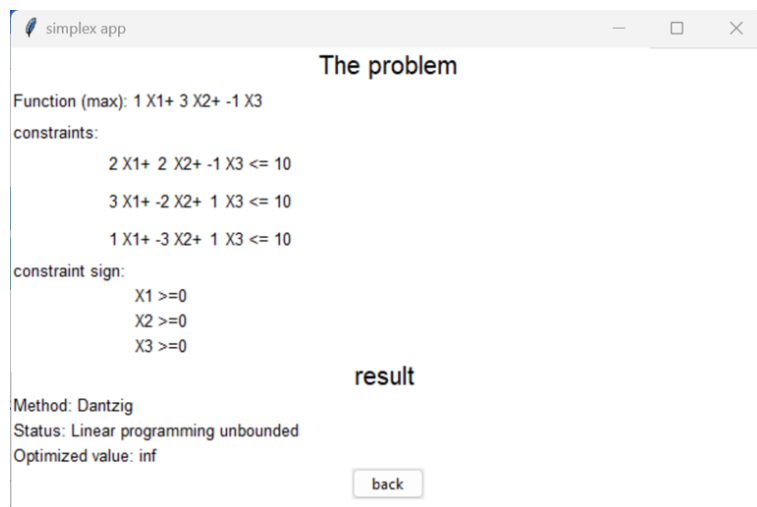 simplex app
The problem
Function (max): 1 X1+ 3 X2+ -1 X3
constraints:
2 X1+ 2 X2+ -1 X3 <= 10
3 X1+ -2 X2+ 1 X3 <= 10
1 X1+ -3 X2+ 1 X3 <= 10
constraint sign:
X1 >=0
X2 >=0
X3 >=0
result
Method: Dantzig
Status: Linear programming unbounded
Optimized value: inf
back